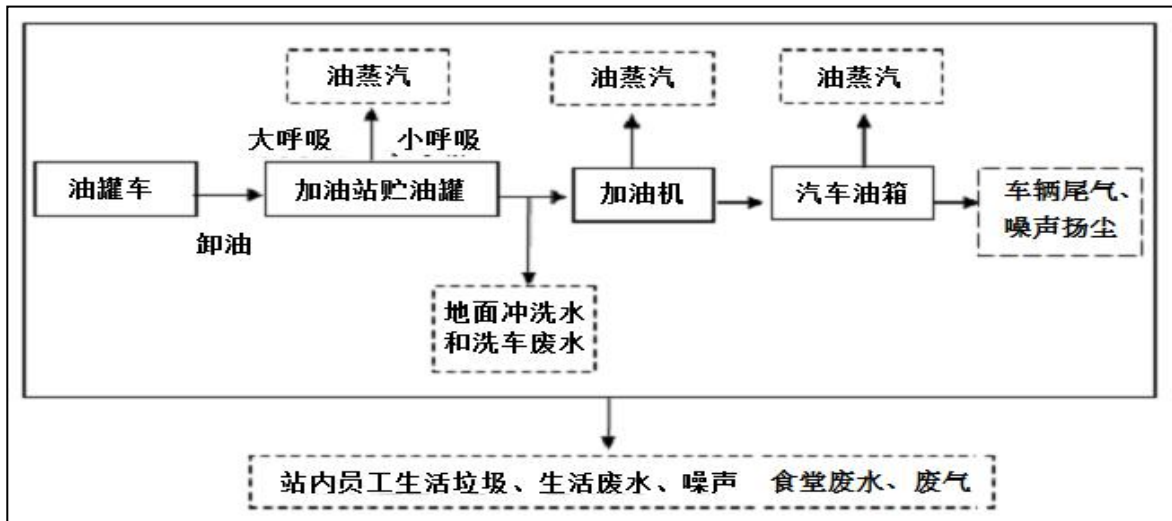 油蒸汽
油蒸汽
油蒸汽
大呼吸
小呼吸
油罐车
加油站贮油罐
加油机
汽车油箱
车辆尾气、
噪声扬尘
卸油
地面冲洗水
和洗车废水
站内员工生活垃圾、生活废水、噪声 食堂废水、废气